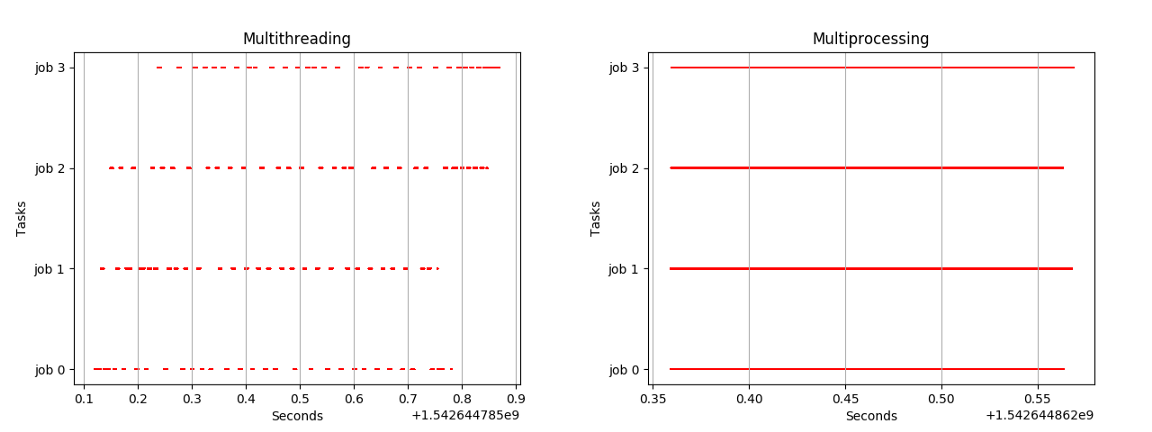 Multithreading
Tasks
job 3
job 2
job 1
job 0
0.1 0.2 0.3 0.4 0.5 0.6 0.7 0.8 0.9
Seconds
+1.542644785e9
Multiprocessing
Tasks
job 3
job 2
job 1
job 0
0.35 0.40 0.45 0.50 0.55
Seconds
+1.542644862e9